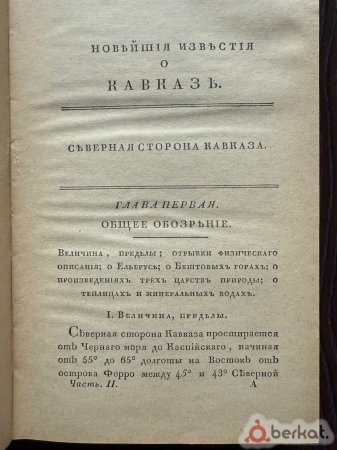 НОВѢЙШІЯ ИЗВѢСТІЯ
О
КАВКАЗѢ.
СѢВЕРНАЯ СТОРОНА КАВКАЗА.
ГЛАВА ПЕРВАЯ.
ОБЩЕЕ ОБОЗРѢНІЕ.
Величина, предѣлы; отрывки физическаго
описанія; о Ельбрусѣ; о Бештовыхъ горахъ; о
произведеніяхъ трехъ царствъ природы; о
теплицахъ и минеральныхъ водахъ.
I. Величина, предѣлы.
Сѣверная сторона Кавказа простирается
отъ Чернаго моря до Каспійскаго, начиная
отъ 55° до 65° долготы на Востокѣ отъ
острова Ферро между 45° и 43° Сѣверной
Часть. II. А
berkat.